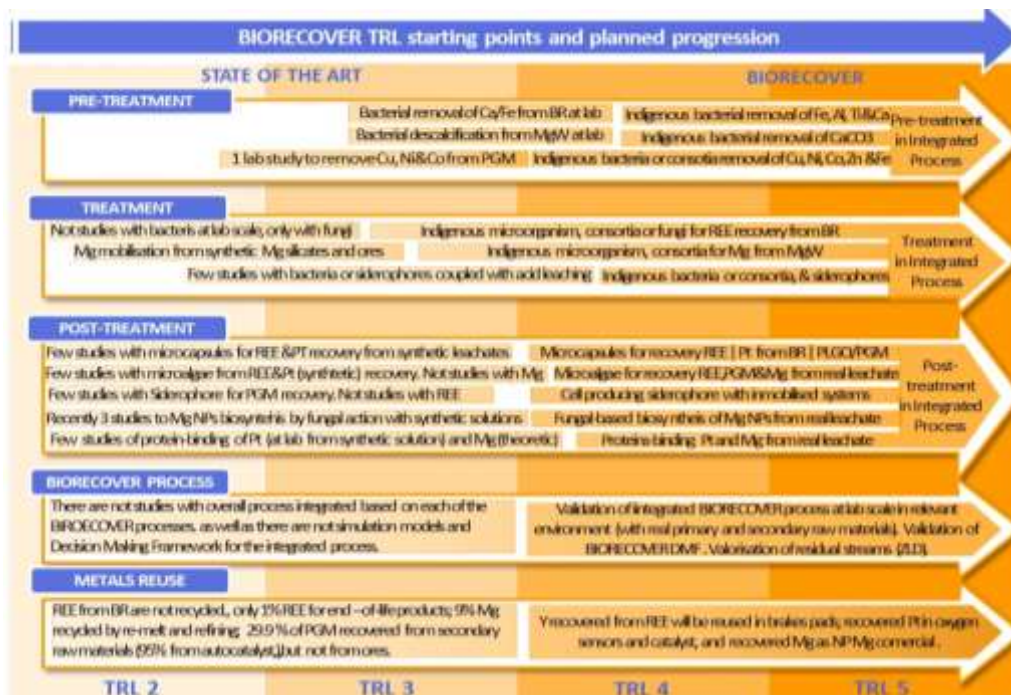 BIORECOVER TRL starting points and planned progression
STATE OF THE ART
BIORECOVER
PRE-TREATMENT
Bacterial removal of Ca/Fe from BR at lab
Indigenous bacterial removal of Fe, Al, Ti &Ca
Bacterial descalcification from MgW at lab
Indigenous bacterial removal of CaCO3
1 lab study to remove Cu, Ni & Co from PGM
Indigenous bacteria or consotia removal of Cu, Ni, Co, Zn & Fe
Pre-treatment
in Integrated
Process
TREATMENT
Not studies with bacteris at lab scale, only with fungi
Indigenous microorganism, consortia or fungi for REE recovery from BR
Mg mobilisation from synthetic Mg silicates and ores
Indigenous microorganism, consortia for Mg from MgW
Few studies with bacteria or siderophores coupled with acid leaching
Indigenous bacteria or consortia, & siderophores
Treatment
in Integrated
Process
POST-TREATMENT
Few studies with microcapsules for REE &PT recovery from synthetic leachates
Microcapules for recovery REE | Pt from BR | PLGO/PGM
Few studies with microalgae from REE&Pt (synhtetic) recovery. Not studies with Mg
Microalgae for recovery REE,PGM&Mg from real leachate
Few studies with Siderophore for PGM recovery. Not studies with REE
Cell producing siderophore with inmobilised systems
Recently 3 studies to Mg NPs biosyntehis by fungal action with synthetic solutions
Fungal-based biosyntheis of Mg NPs from real leachate
Few studies of protein-binding of Pt (at lab from synthetic solution) and Mg (theoretic)
Proteins-binding Pt and Mg from real leachate
Post-
treatment
in Integrated
Process
BIORECOVER PROCESS
There are not studies with overall process integrated based on each of the
BIROECOVER processes. as well as there are not simulation models and
Decision Making Framework for the integrated process.
Validation of integrated BIORECOVER process at lab scale in relevant
environment (with real primary and secondary raw materials). Validation of
BIORECOVER DMF. Valorisation of residual streams (ZLD).
METALS REUSE
REE from BR are not recycled., only 1% REE for end –of-life products; 9% Mg
recycled by re-melt and refining; 29.9 % of PGM recovered from secondary
raw materials (95% from autocatalyst,) but not from ores.
Y recovered from REE will be reused in brakes pads; recovered Pt in oxygen
sensors and catalyst, and recovered Mg as NP Mg comercial .
TRL 2
TRL 3
TRL 4
TRL 5